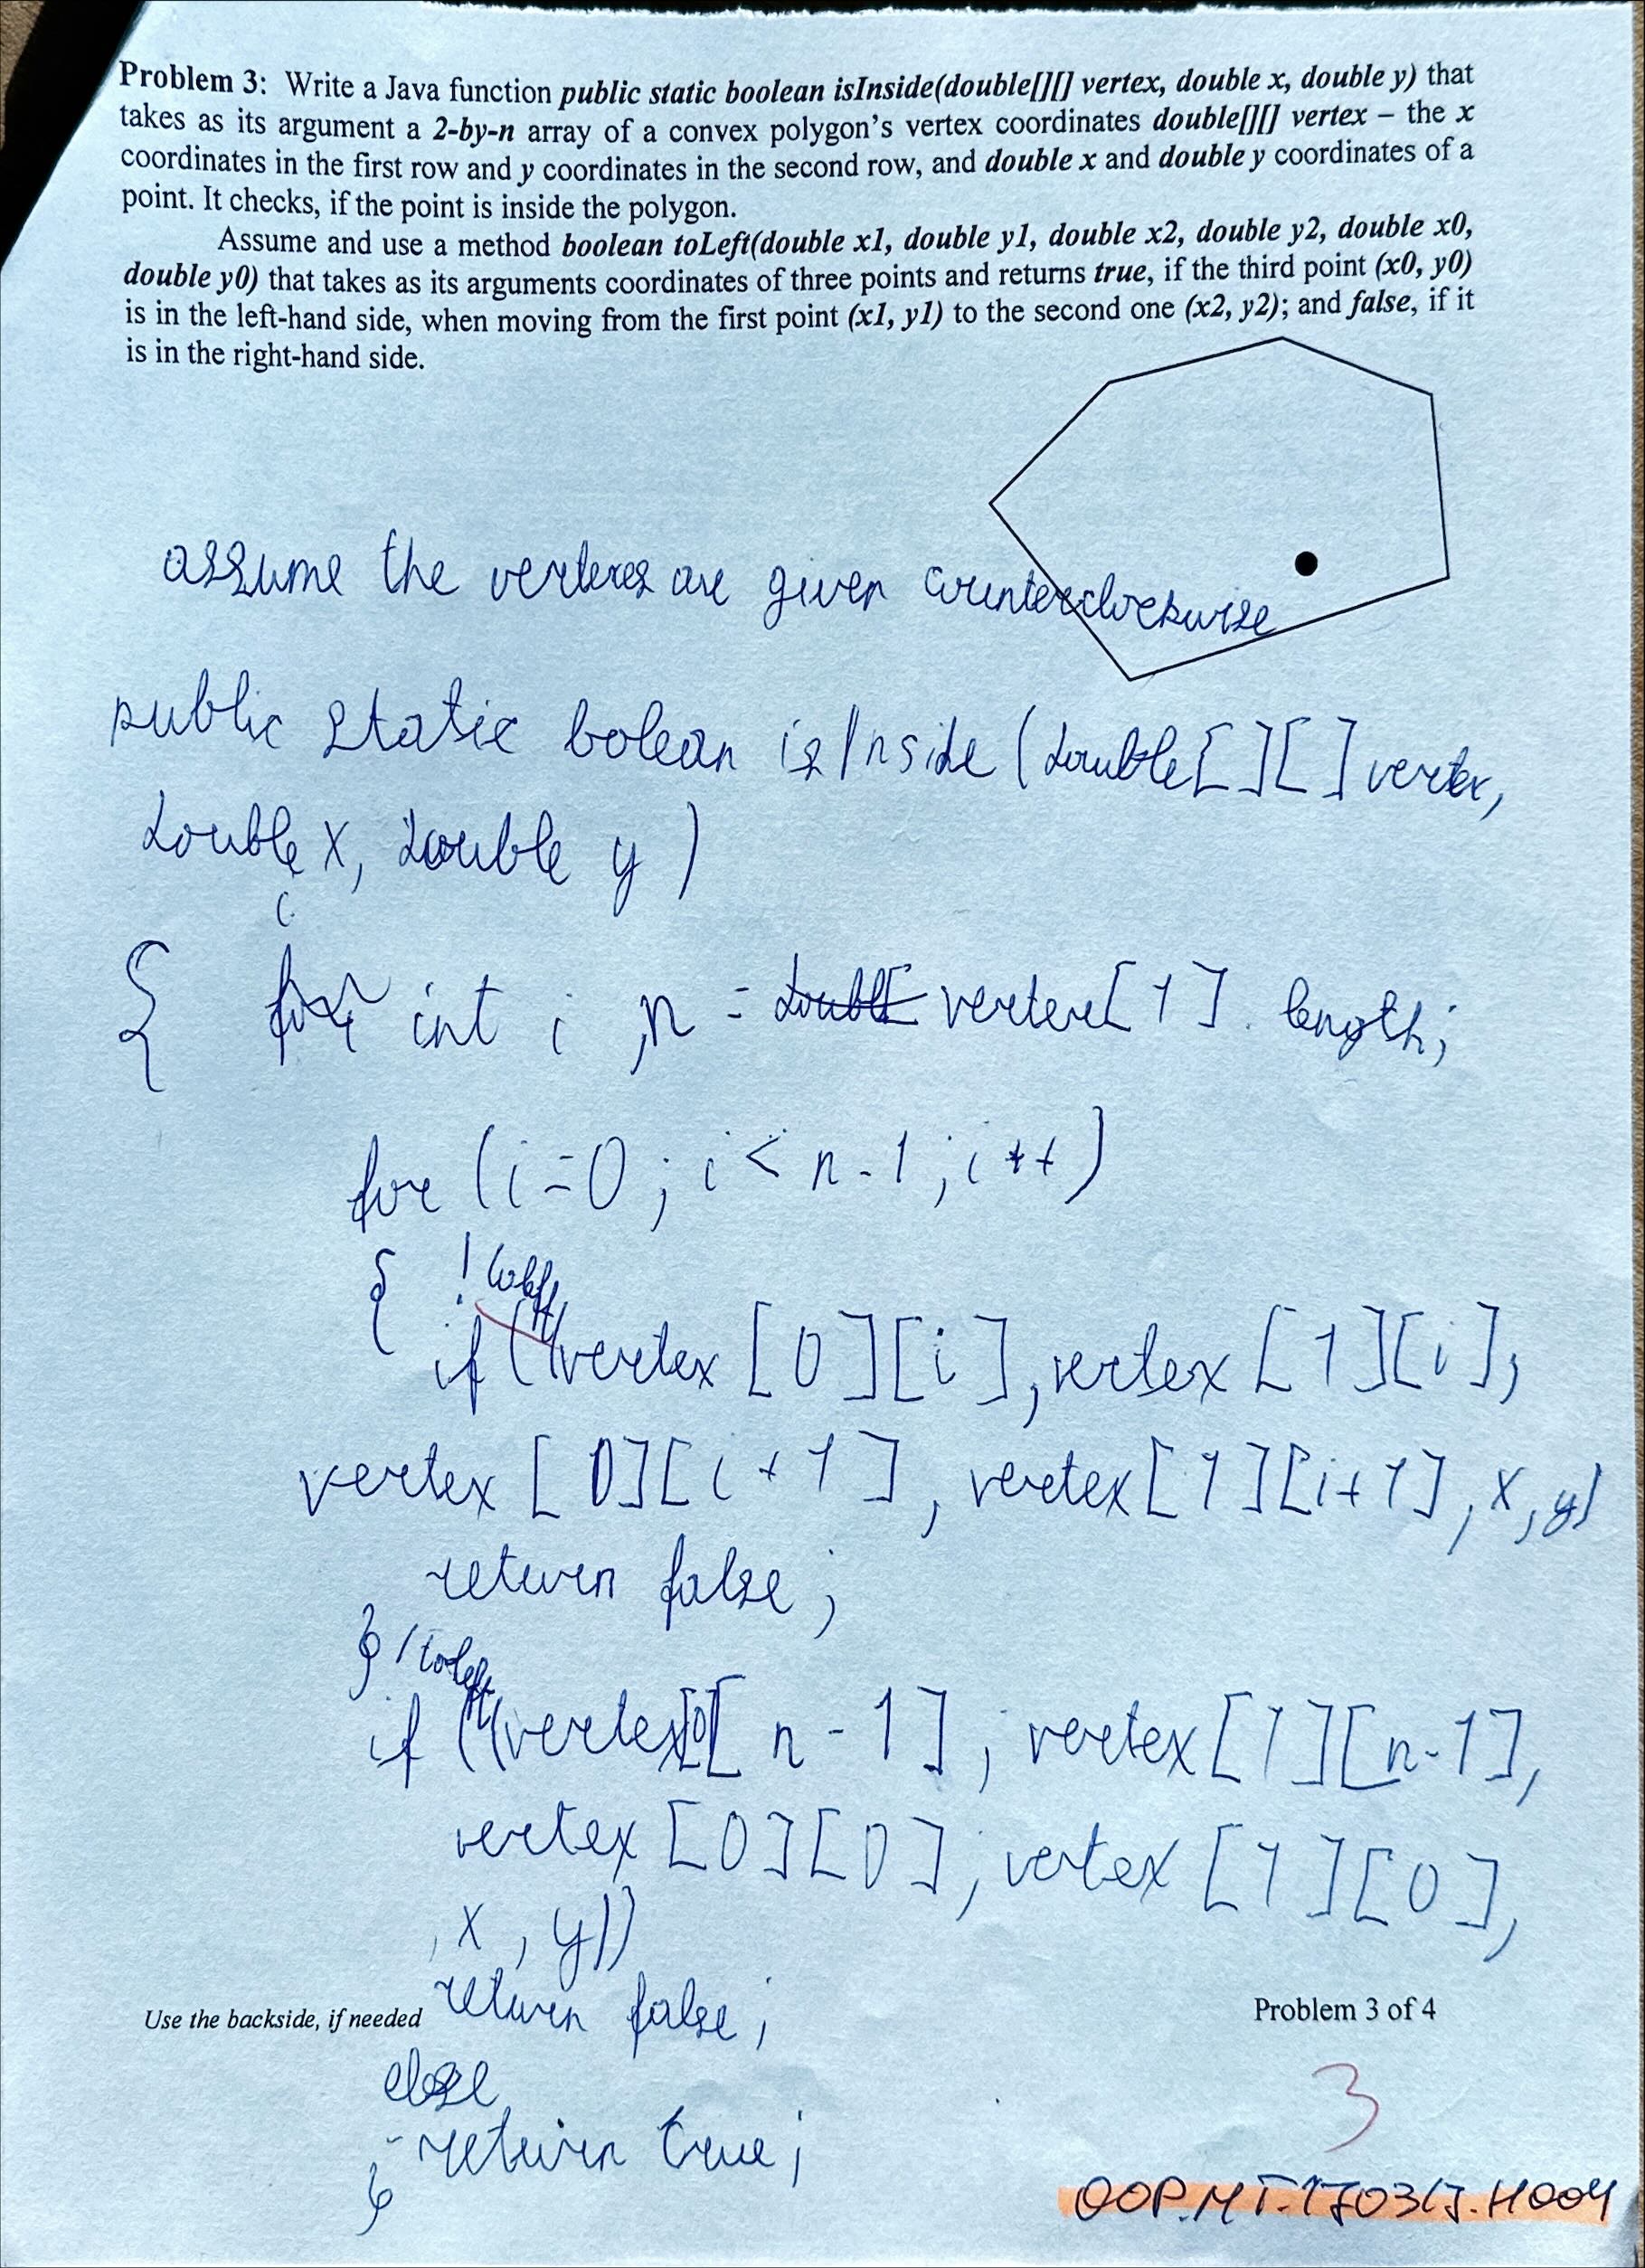 Problem 3: Write a Java function public static boolean isInside(double[][] vertex, double x, double y) that
takes as its argument a 2-by-n array of a convex polygon's vertex coordinates double[][] vertex – the x
coordinates in the first row and y coordinates in the second row, and double x and double y coordinates of a
point. It checks, if the point is inside the polygon.
Assume and use a method boolean toLeft(double x1, double y1, double x2, double y2, double x0,
double y0) that takes as its arguments coordinates of three points and returns true, if the third point (x0, y0)
is in the left-hand side, when moving from the first point (x1, y1) to the second one (x2, y2); and false, if it
is in the right-hand side.
assume the vertexes are given counterclockwise
public static bolean isInside (double[][] vertex,
double x, double y )
{ int i , n = vertex[1]. length;
for (i=0 ; i < n-1 ; i++)
{ ! toLeft
if ((vertex [0][i], vertex [1][i],
vertex [0][i+1], vertex [1][i+1], x, y)
return false ;
} ! toLeft
if ((vertex[0][n-1], vertex [1][n-1],
vertex [0][0], vertex [1][0],
, x , y))
return false ;
Use the backside, if needed
Problem 3 of 4
else
return true ;
}
3
OOP.MT.170317.H004